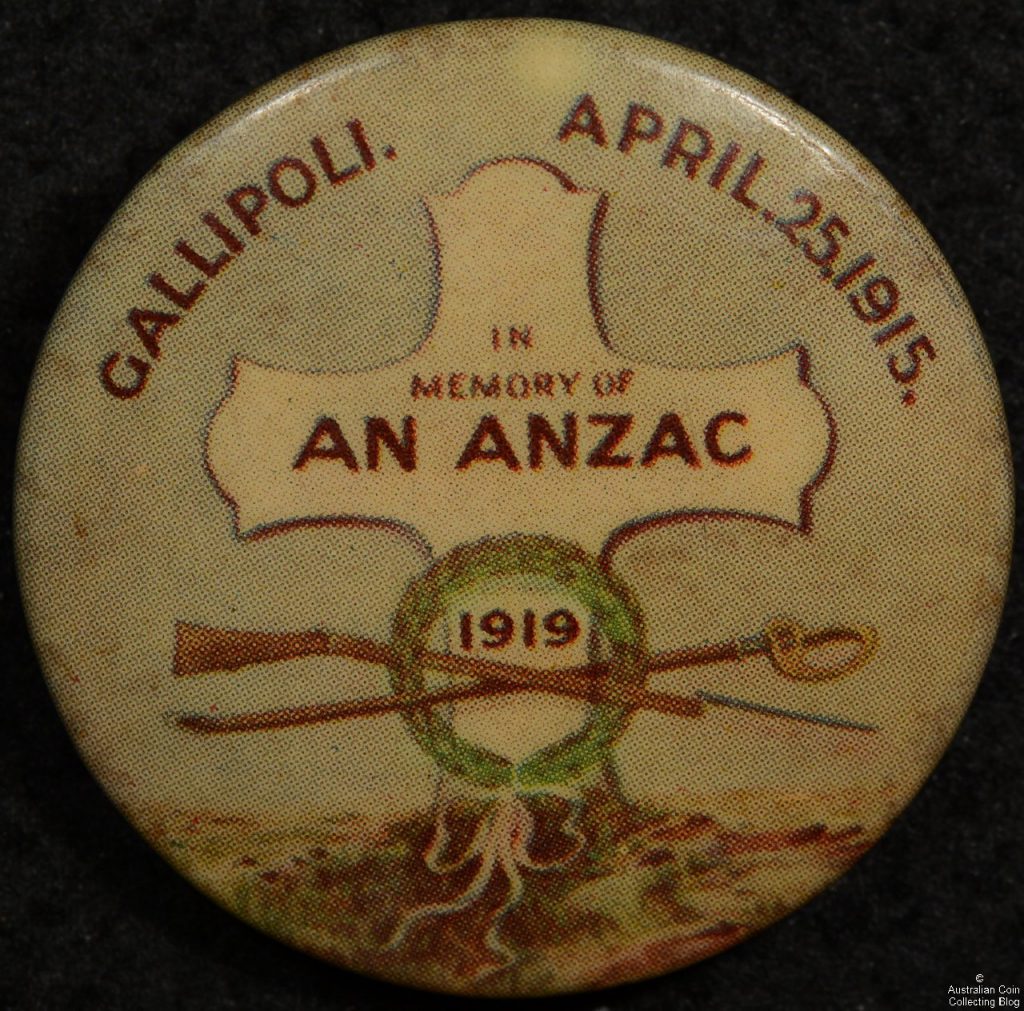 GALLIPOLI.
APRIL.25,1915.
IN
MEMORY OF
AN ANZAC
1919
©
Australian Coin
Collecting Blog